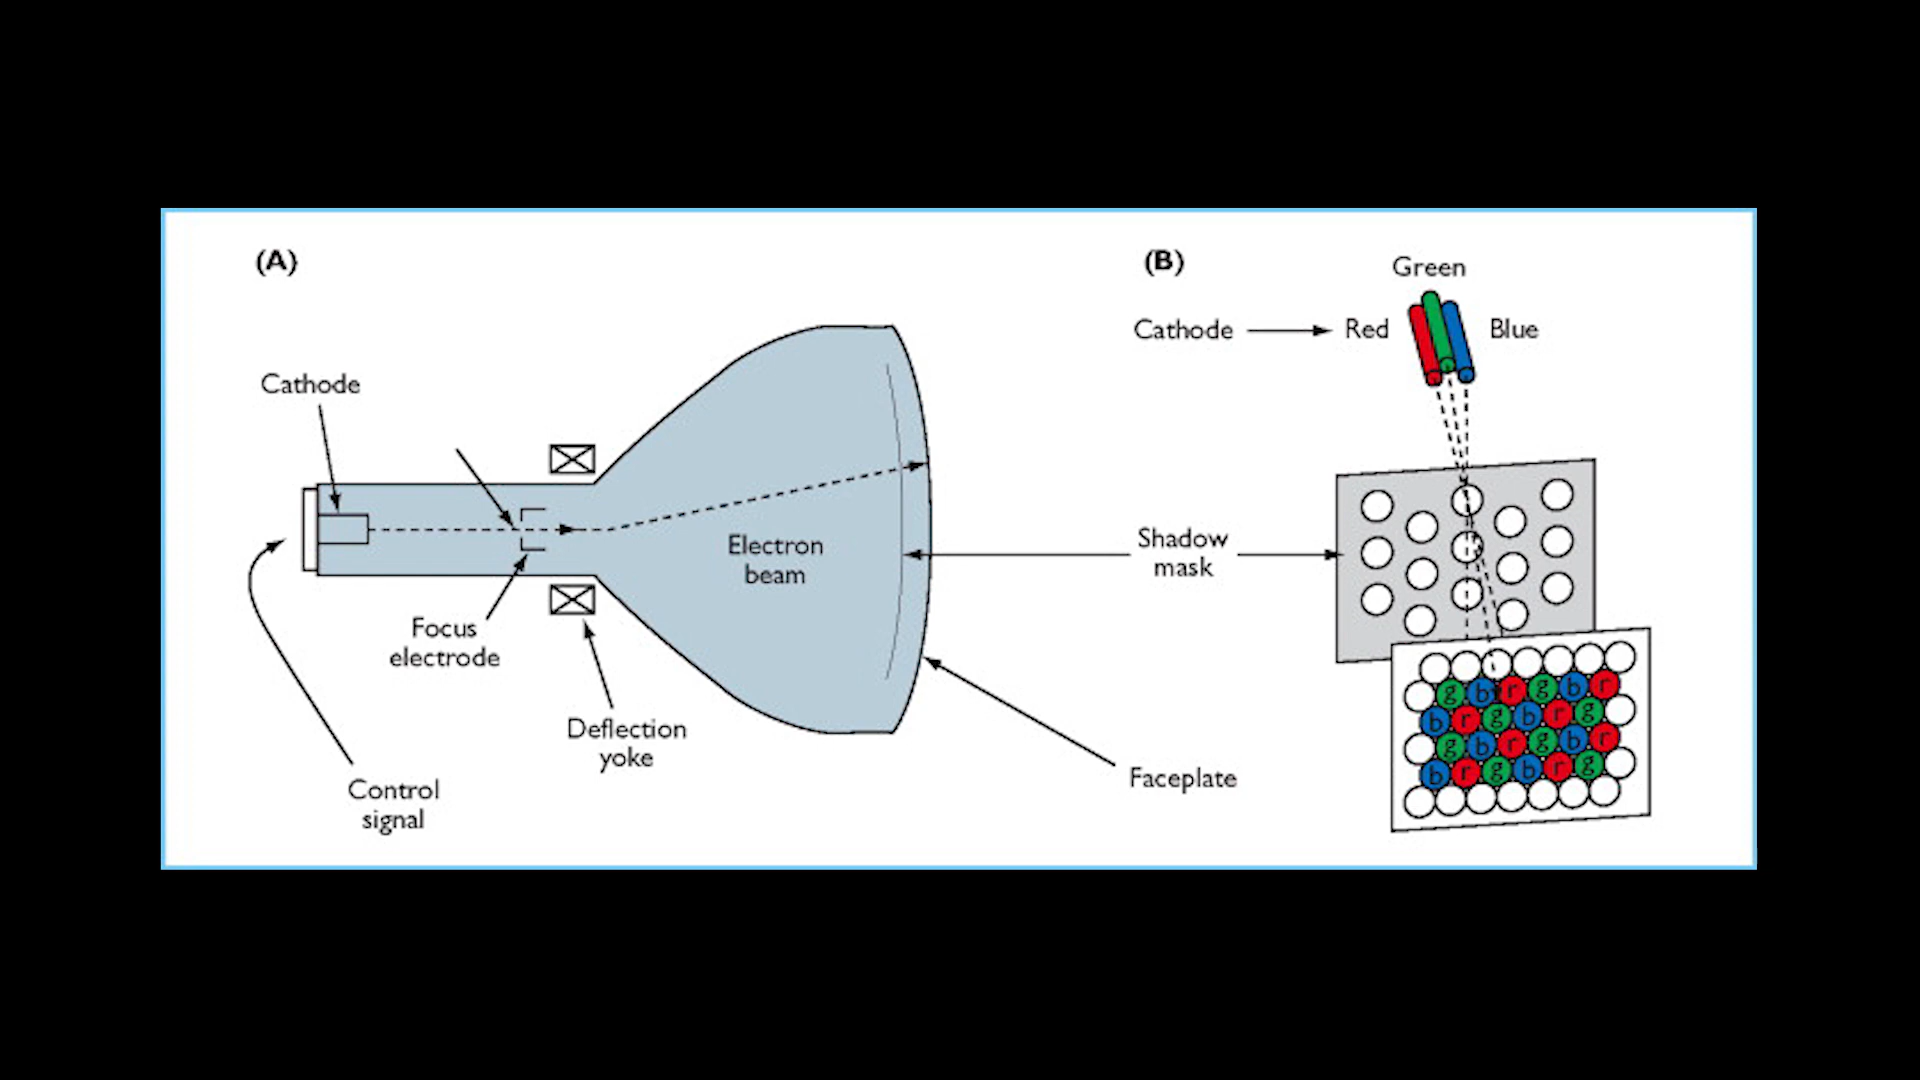 (A)
Cathode
Focus
electrode
Deflection
yoke
Control
signal
Electron
beam
(B)
Green
Cathode
Red
Blue
Shadow
mask
Faceplate
g b r g b r
b r g b r g
g b r g b r
b r g b r g